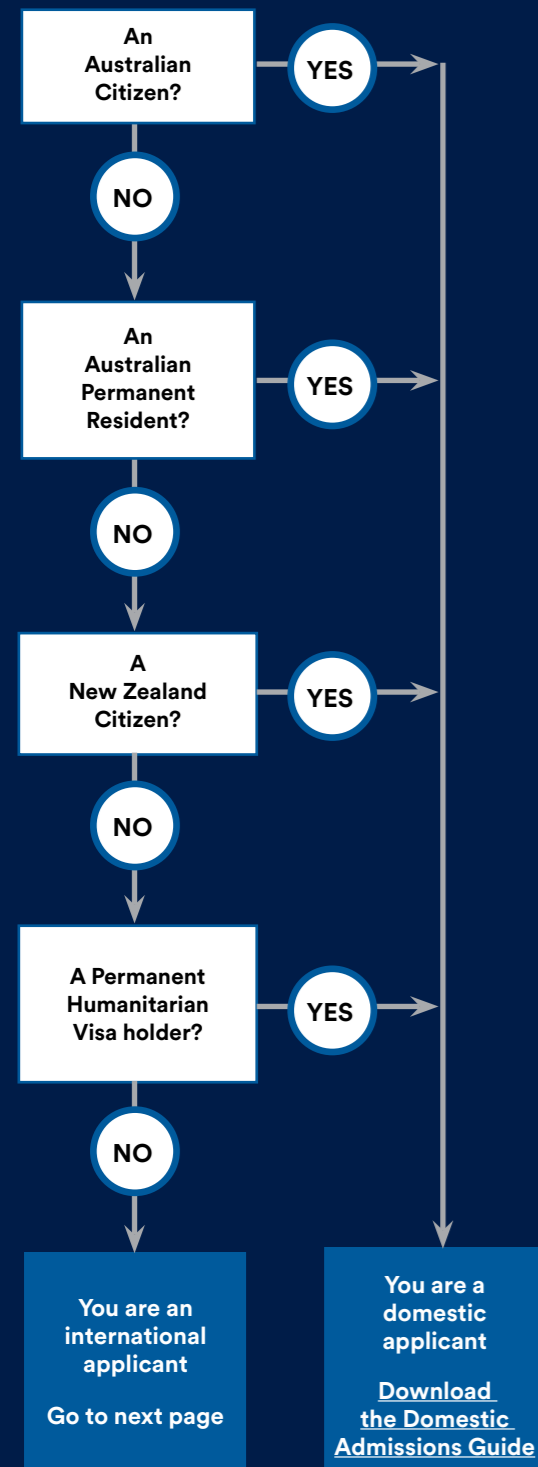 An
Australian
Citizen?
YES
NO
An
Australian
Permanent
Resident?
YES
NO
A
New Zealand
Citizen?
YES
NO
A Permanent
Humanitarian
Visa holder?
YES
NO
You are an
international
applicant
Go to next page
You are a
domestic
applicant
Download
the Domestic
Admissions Guide